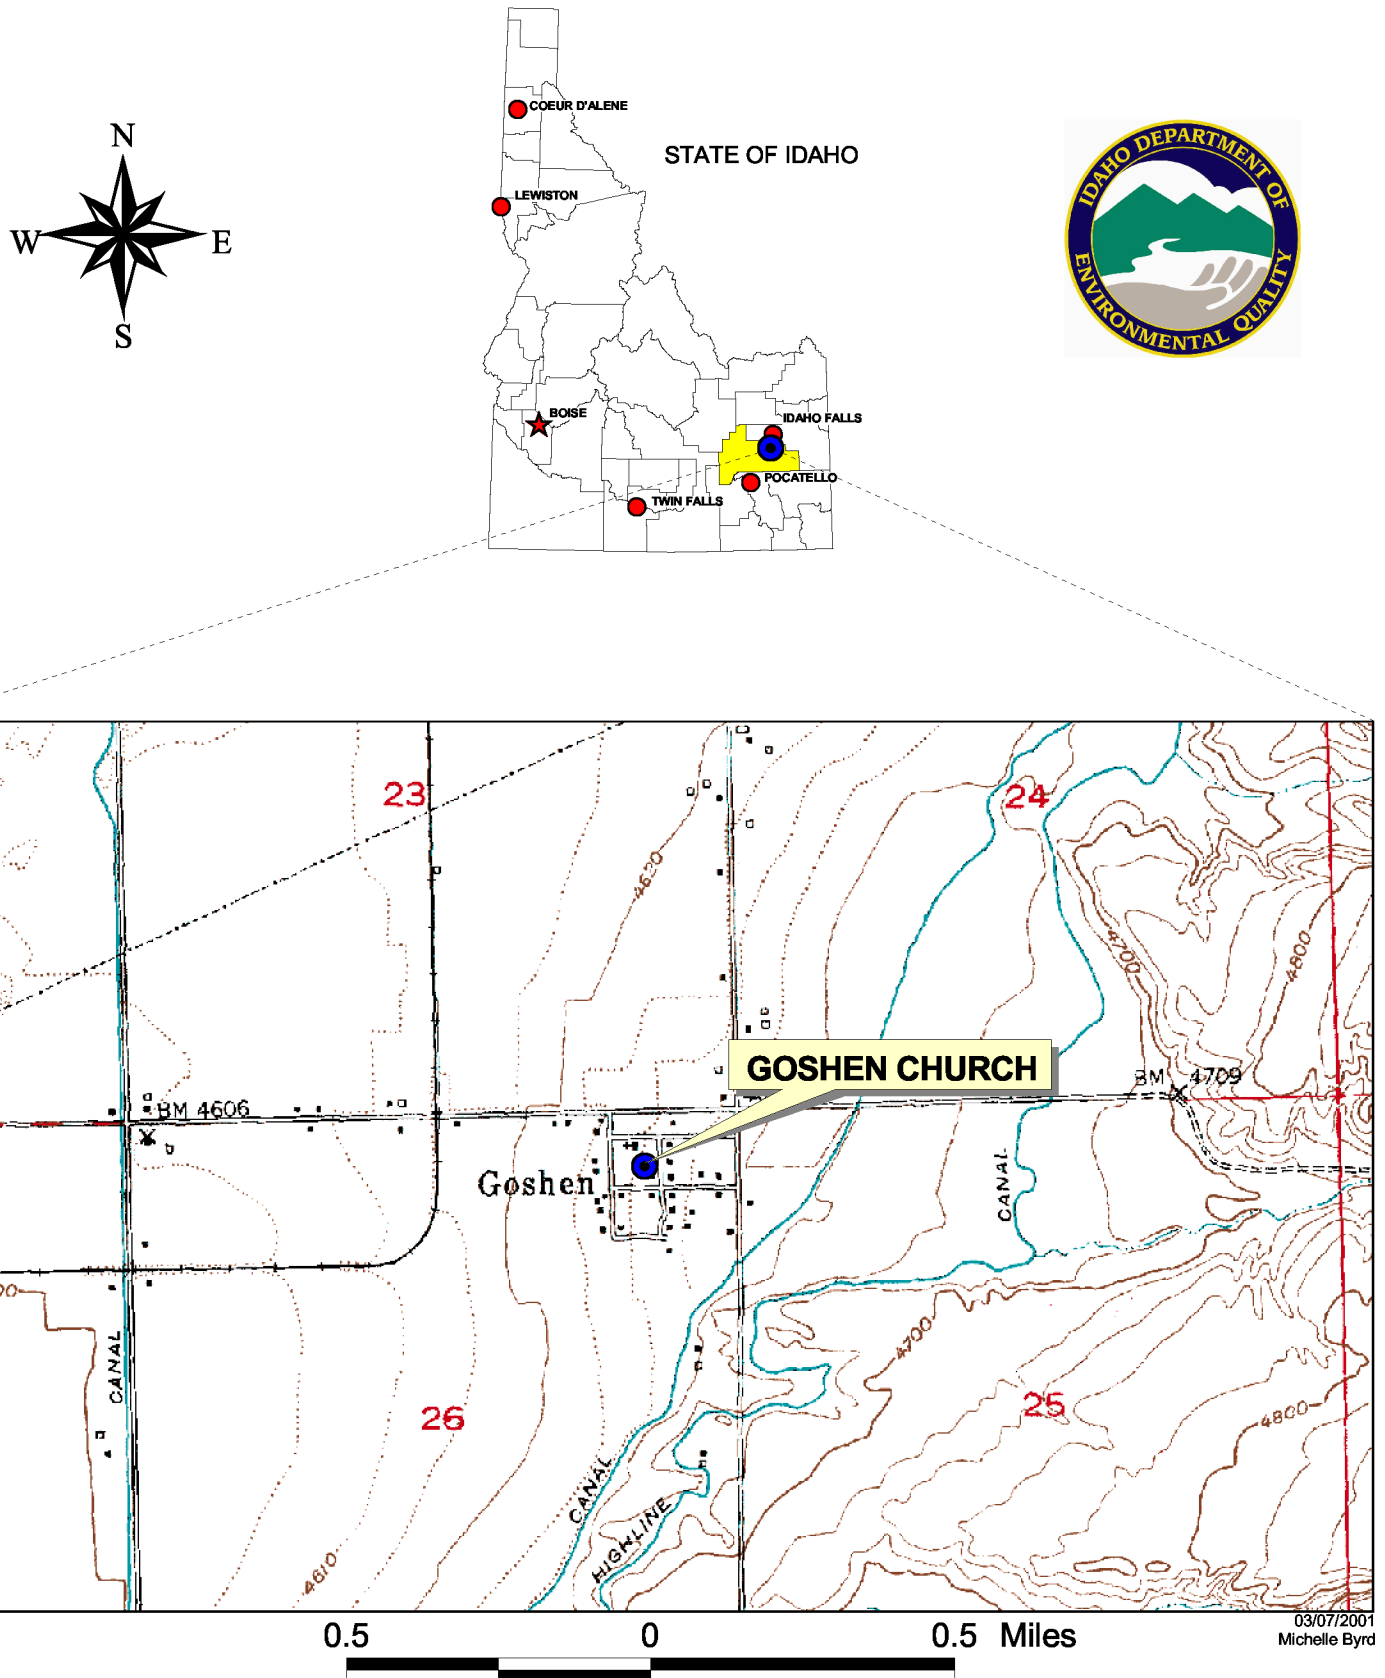 COEUR D'ALENE
N
STATE OF IDAHO
IDAHO DEPARTMENT OF
ENVIRONMENTAL QUALITY
LEWISTON
W
E
S
BOISE
IDAHO FALLS
POCATELLO
TWIN FALLS
23
24
4620
4700
4800
GOSHEN CHURCH
BM 4709
BM 4606
Goshen
CANAL
00
4700
CANAL
26
25
4800
CANAL
HIGHLINE
4610
03/07/2001
Michelle Byrd
0.5
0
0.5 Miles